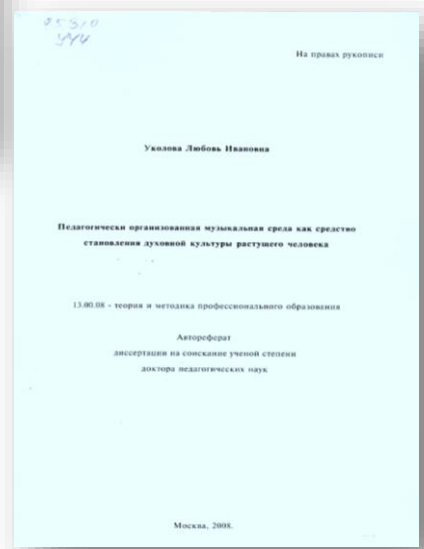 На правах рукописи
Уколова Любовь Ивановна
Педагогически организованная музыкальная среда как средство
становления духовной культуры растущего человека
13.00.08 - теория и методика профессионального образования
Автореферат
диссертации на соискание ученой степени
доктора педагогических наук
Москва, 2008.